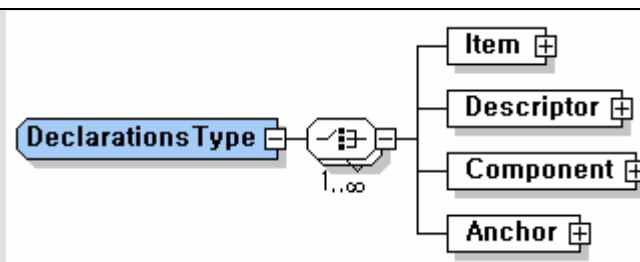 Item
Descriptor
DeclarationsType
Component
1..∞
Anchor